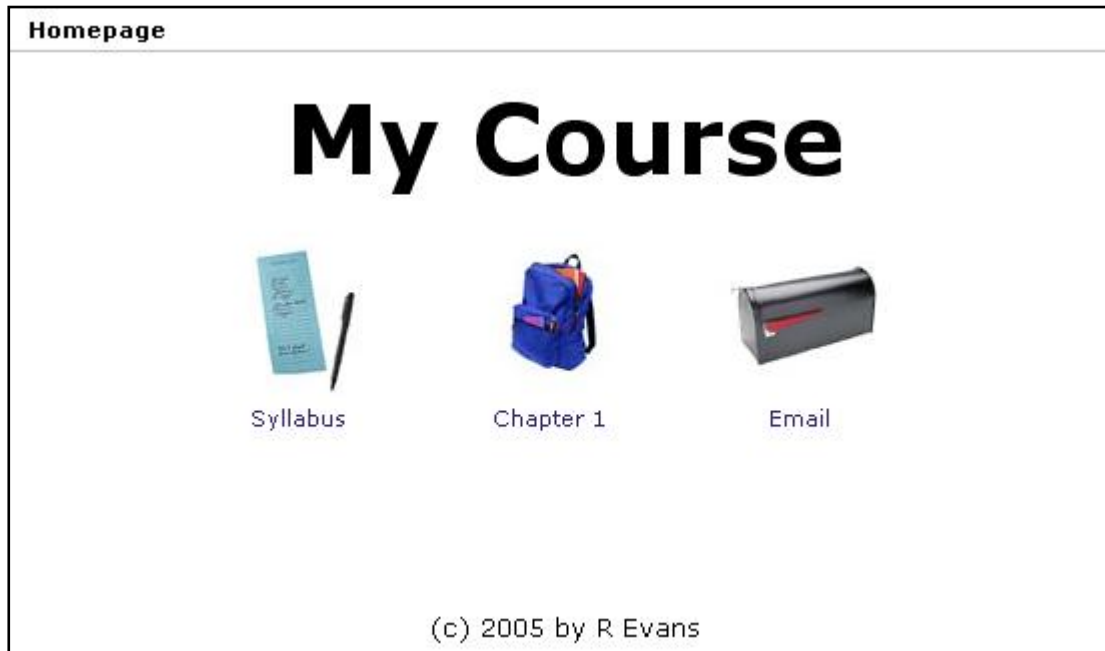 Homepage
My Course
Syllabus
Chapter 1
Email
(c) 2005 by R Evans